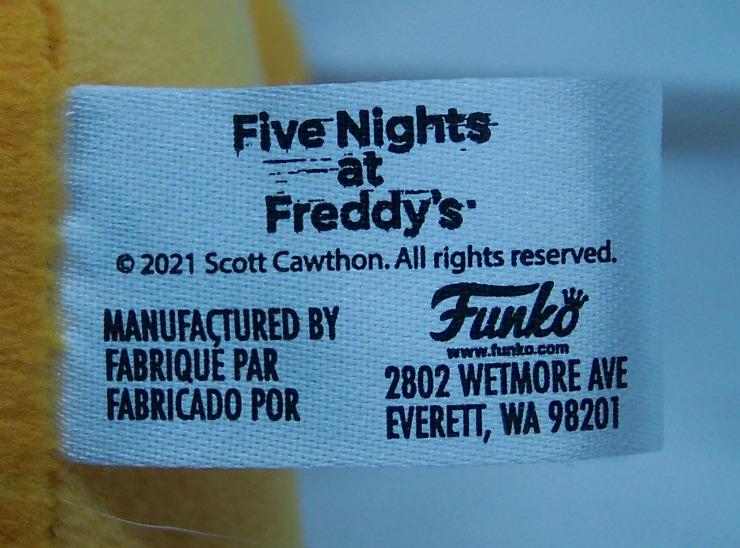 Five Nights
at
Freddy's
© 2021 Scott Cawthon. All rights reserved.
MANUFACTURED BY
FABRIQUÉ PAR
FABRICADO POR
Funko
www.funko.com
2802 WETMORE AVE
EVERETT, WA 98201